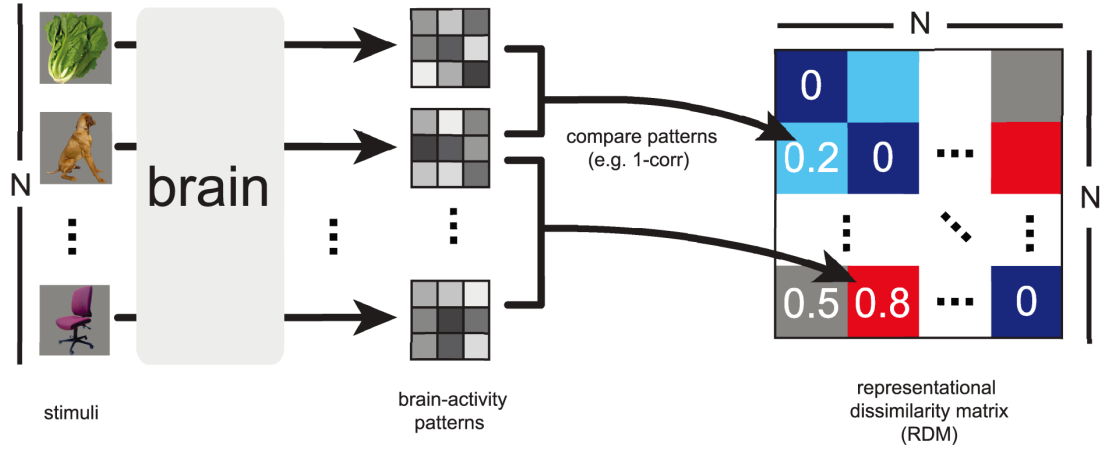 N
N
brain
stimuli
brain-activity
patterns
compare patterns
(e.g. 1-corr)
N
0
0.2 0
0.5 0.8 0
N
representational
dissimilarity matrix
(RDM)